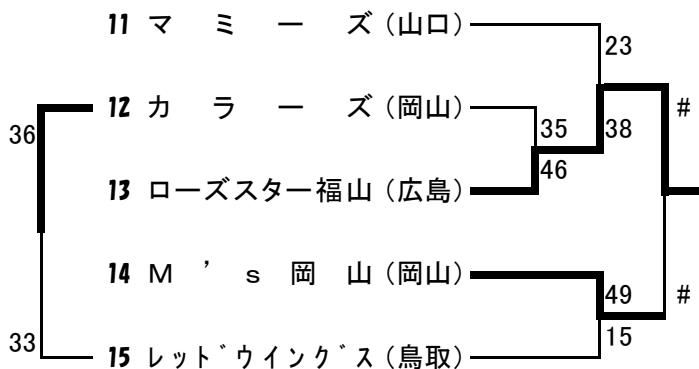 11 マミーズ(山口)
23
36 12 カラーズ(岡山) #
35 38
46
13 ローズスター福山(広島)
14 M's岡山(岡山)
49 #
15
33 15 レッドウイングス(鳥取)